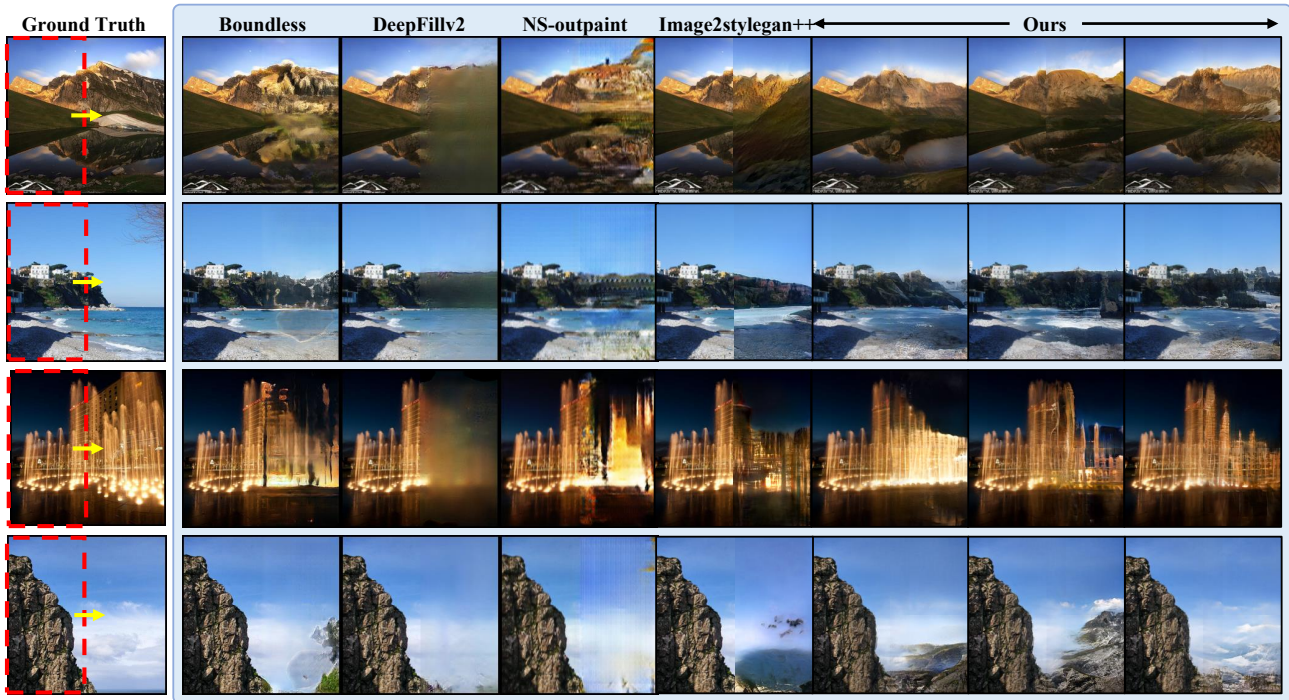 Ground Truth
Boundless
DeepFillv2
NS-outpaint
Image2stylegan++
Ours